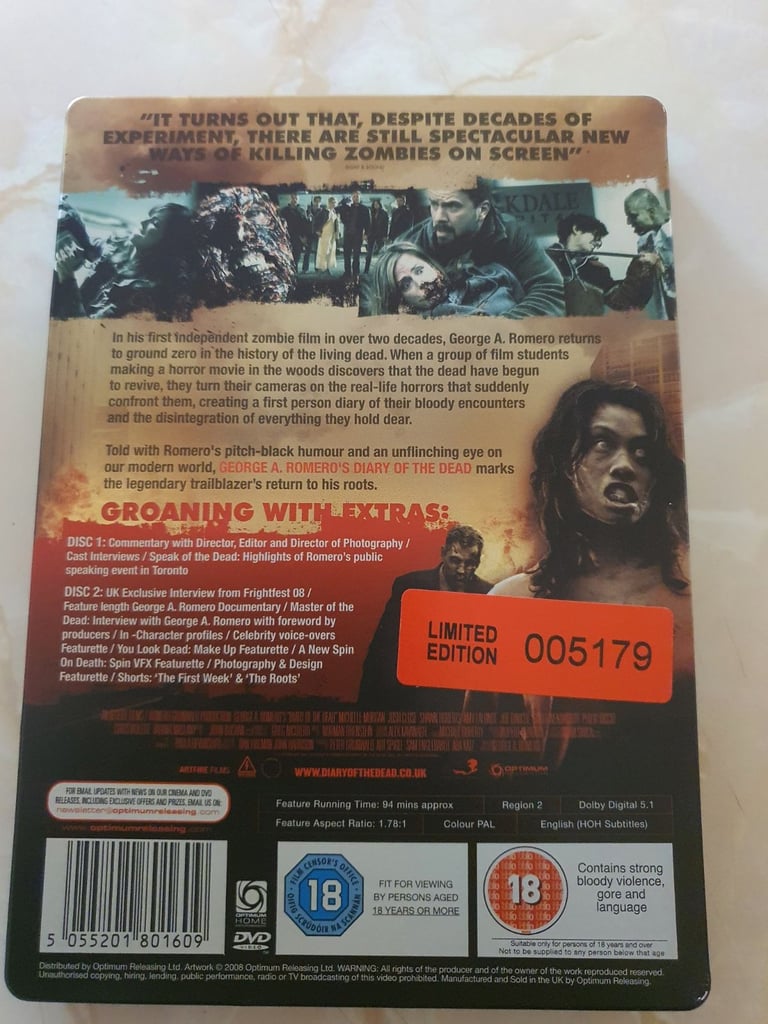 "IT TURNS OUT THAT, DESPITE DECADES OF
EXPERIMENT, THERE ARE STILL SPECTACULAR NEW
WAYS OF KILLING ZOMBIES ON SCREEN"
KDALE
PITAL
In his first independent zombie film in over two decades, George A. Romero returns
to ground zero in the history of the living dead. When a group of film students
making a horror movie in the woods discovers that the dead have begun
to revive, they turn their cameras on the real-life horrors that suddenly
confront them, creating a first person diary of their bloody encounters
and the disintegration of everything they hold dear.
Told with Romero's pitch-black humour and an unflinching eye on
our modern world, GEORGE A. ROMERO'S DIARY OF THE DEAD marks
the legendary trailblazer's return to his roots.
GROANING WITH EXTRAS:
DISC 1: Commentary with Director, Editor and Director of Photography /
Cast Interviews / Speak of the Dead: Highlights of Romero's public
speaking event in Toronto
DISC 2: UK Exclusive Interview from Frightfest 08 /
Feature length George A. Romero Documentary / Master of the
Dead: Interview with George A. Romero with foreword by
producers / In -Character profiles / Celebrity voice-overs
Featurette / You Look Dead: Make Up Featurette / A New Spin
On Death: Spin VFX Featurette / Photography & Design
Featurette / Shorts: 'The First Week' & 'The Roots'
LIMITED
EDITION 005179
ARTFIRE FILMS WWW.DIARYOFTHEDEAD.CO.UK OPTIMUM
FOR EMAIL UPDATES WITH NEWS ON OUR CINEMA AND DVD
RELEASES, INCLUDING EXCLUSIVE OFFERS AND PRIZES, EMAIL US ON:
newsletter@optimumreleasing.com
www.optimumreleasing.com
Feature Running Time: 94 mins approx Region 2 Dolby Digital 5.1
Feature Aspect Ratio: 1.78:1 Colour PAL English (HOH Subtitles)
5 055201 801609
OPTIMUM
HOME
DVD
VIDEO
FILM CENSOR'S OFFICE
18
OIFIG SCRÚDÓIR NA SCANNÁN
FIT FOR VIEWING
BY PERSONS AGED
18 YEARS OR MORE
18
Contains strong
bloody violence,
gore and
language
Suitable only for persons of 18 years and over
Not to be supplied to any person below that age
Distributed by Optimum Releasing Ltd. Artwork © 2008 Optimum Releasing Ltd. WARNING: All rights of the producer and of the owner of the work reproduced reserved.
Unauthorised copying, hiring, lending, public performance, radio or TV broadcasting of this video prohibited. Manufactured and Sold in the UK by Optimum Releasing.